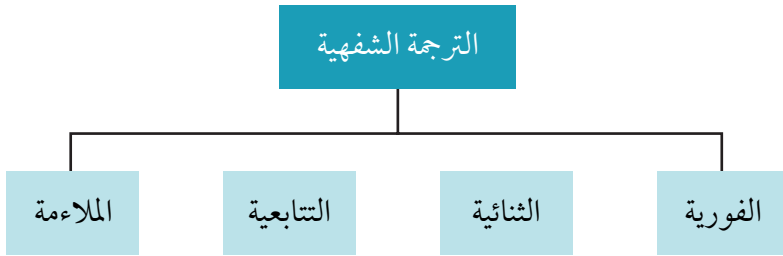 الترجمة الشفهية
الفورية
الثنائية
التتابعية
الملاءمة